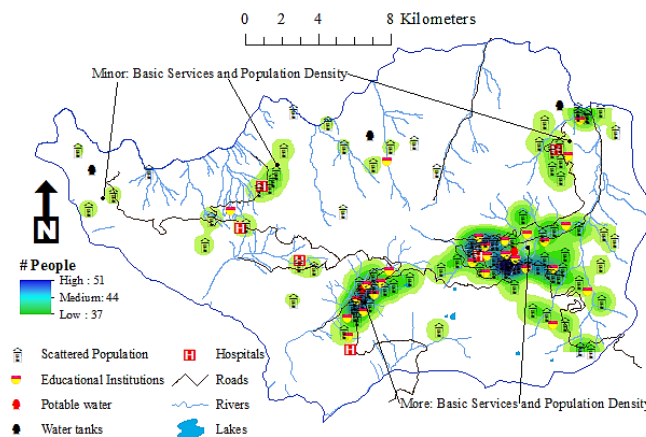 0 2 4 8 Kilometers
Minor: Basic Services and Population Density
N
# People
High : 51
Medium: 44
Low : 37
Scattered Population
Hospitals
Educational Institutions
Roads
Potable water
Rivers
Water tanks
Lakes
More: Basic Services and Population Density